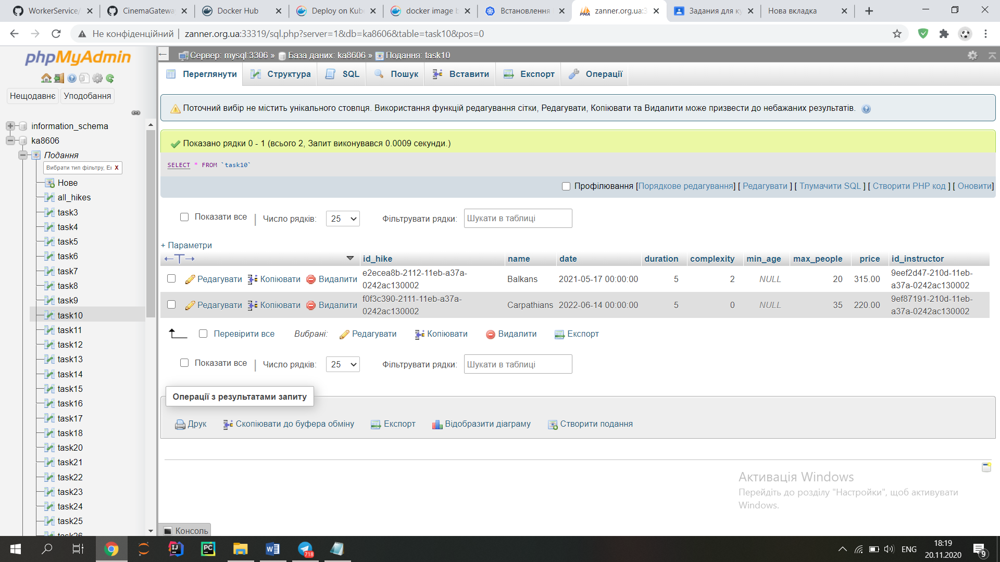 WorkerService/
CinemaGateway
Docker Hub
Deploy on Kube
docker image b
Встановлення
zanner.org.ua:3
Задания для ку
Нова вкладка
Не конфіденційний
zanner.org.ua:33319/sql.php?server=1&db=ka8606&table=task10&pos=0
phpMyAdmin
Нещодавнє Уподобання
information_schema
ka8606
Подання
Вибрати тип фільтру, Er X
Нове
all_hikes
task3
task4
task5
task6
task7
task8
task9
task10
task11
task12
task13
task14
task15
task16
task17
task18
task20
task21
task22
task23
task24
task25
task26
Сервер: mysql:3306 » База даних: ka8606 » Подання: task10
Переглянути Структура SQL Пошук Вставити Експорт Операції
Поточний вибір не містить унікального стовпця. Використання функцій редагування сітки, Редагувати, Копіювати та Видалити може призвести до небажаних результатів.
Показано рядки 0 - 1 (всього 2, Запит виконувався 0.0009 секунди.)
SELECT * FROM `task10`
Профілювання [Порядкове редагування] [ Редагувати ] [ Тлумачити SQL ] [ Створити PHP код ] [ Оновити]
Показати все | Число рядків: 25 Фільтрувати рядки: Шукати в таблиці
+ Параметри
←T→ id_hike name date duration complexity min_age max_people price id_instructor
Редагувати Копіювати Видалити e2ecea8b-2112-11eb-a37a-0242ac130002 Balkans 2021-05-17 00:00:00 5 2 NULL 20 315.00 9eef2d47-210d-11eb-a37a-0242ac130002
Редагувати Копіювати Видалити f0f3c390-2111-11eb-a37a-0242ac130002 Carpathians 2022-06-14 00:00:00 5 0 NULL 35 220.00 9ef87191-210d-11eb-a37a-0242ac130002
Перевірити все Вибрані: Редагувати Копіювати Видалити Експорт
Показати все | Число рядків: 25 Фільтрувати рядки: Шукати в таблиці
Операції з результатами запиту
Друк Скопіювати до буфера обміну Експорт Відобразити діаграму Створити подання
Активація Windows
Перейдіть до розділу "Настройки", щоб активувати
Windows.
Консоль
718
ENG
18:19
20.11.2020
9